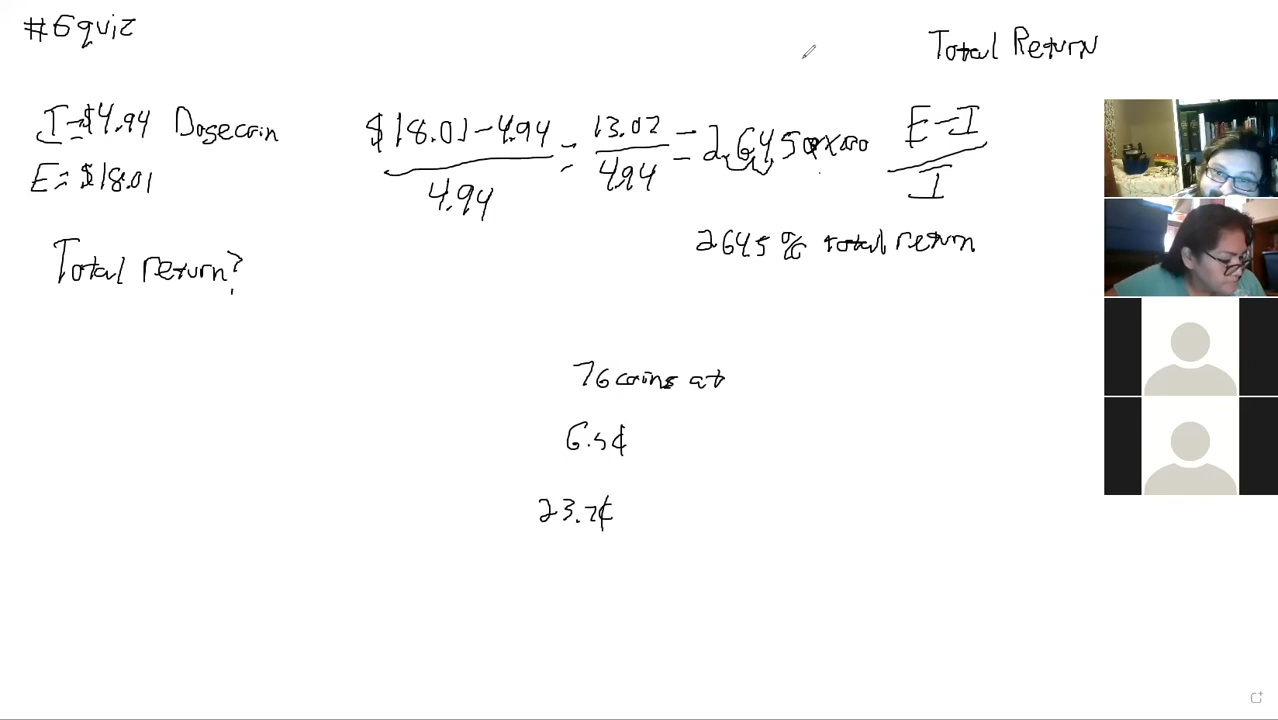 #6 quiz
Total Return
I=$4.94 Dogecoin
E=$18.01
$18.01-4.94 / 4.94 = 13.07 / 4.94 = 2.645
E-I / I
2645% total return
Total return?
76 coins at
6.5¢
23.7¢